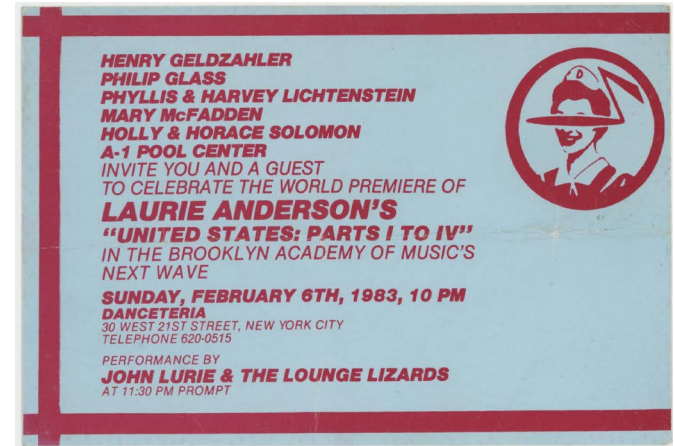 HENRY GELDZAHLER
PHILIP GLASS
PHYLLIS & HARVEY LICHTENSTEIN
MARY McFADDEN
HOLLY & HORACE SOLOMON
A-1 POOL CENTER
INVITE YOU AND A GUEST
TO CELEBRATE THE WORLD PREMIERE OF
LAURIE ANDERSON'S
"UNITED STATES: PARTS I TO IV"
IN THE BROOKLYN ACADEMY OF MUSIC'S
NEXT WAVE
SUNDAY, FEBRUARY 6TH, 1983, 10 PM
DANCETERIA
30 WEST 21ST STREET, NEW YORK CITY
TELEPHONE 620-0515
PERFORMANCE BY
JOHN LURIE & THE LOUNGE LIZARDS
AT 11:30 PM PROMPT
D